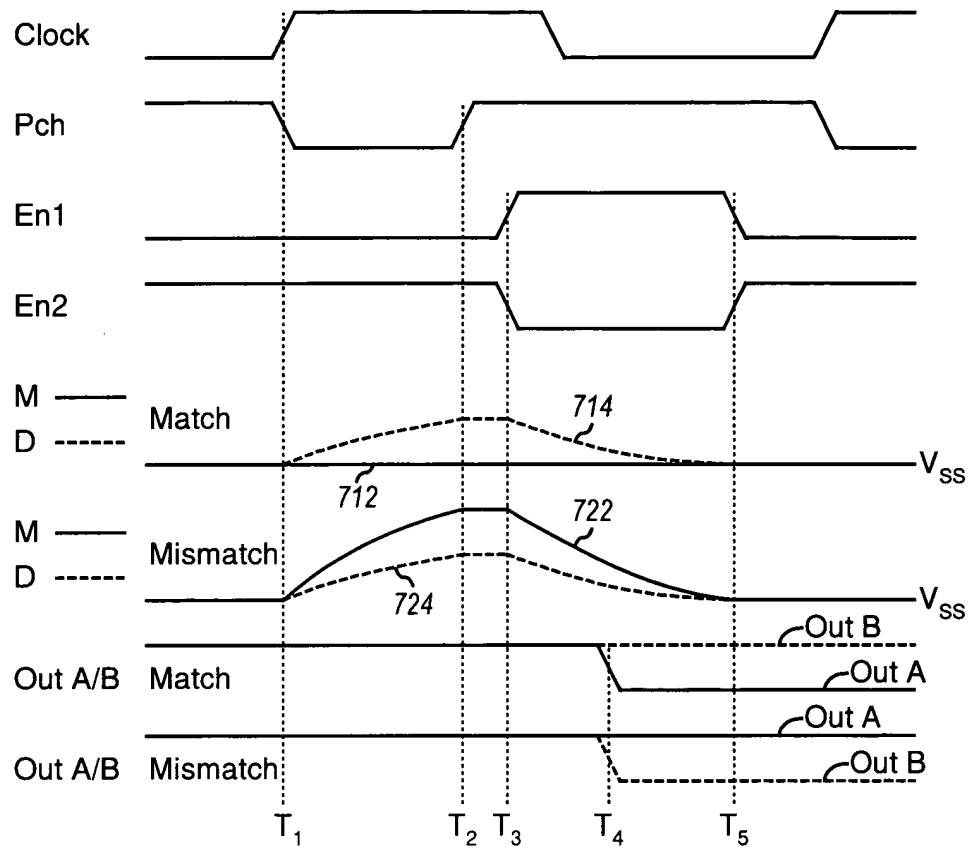 Clock
Pch
En1
En2
M
Match
D
714
712
V_SS
M
Mismatch
D
722
724
V_SS
Out B
Out A/B Match
Out A
Out A
Out A/B Mismatch
Out B
T_1 T_2 T_3 T_4 T_5